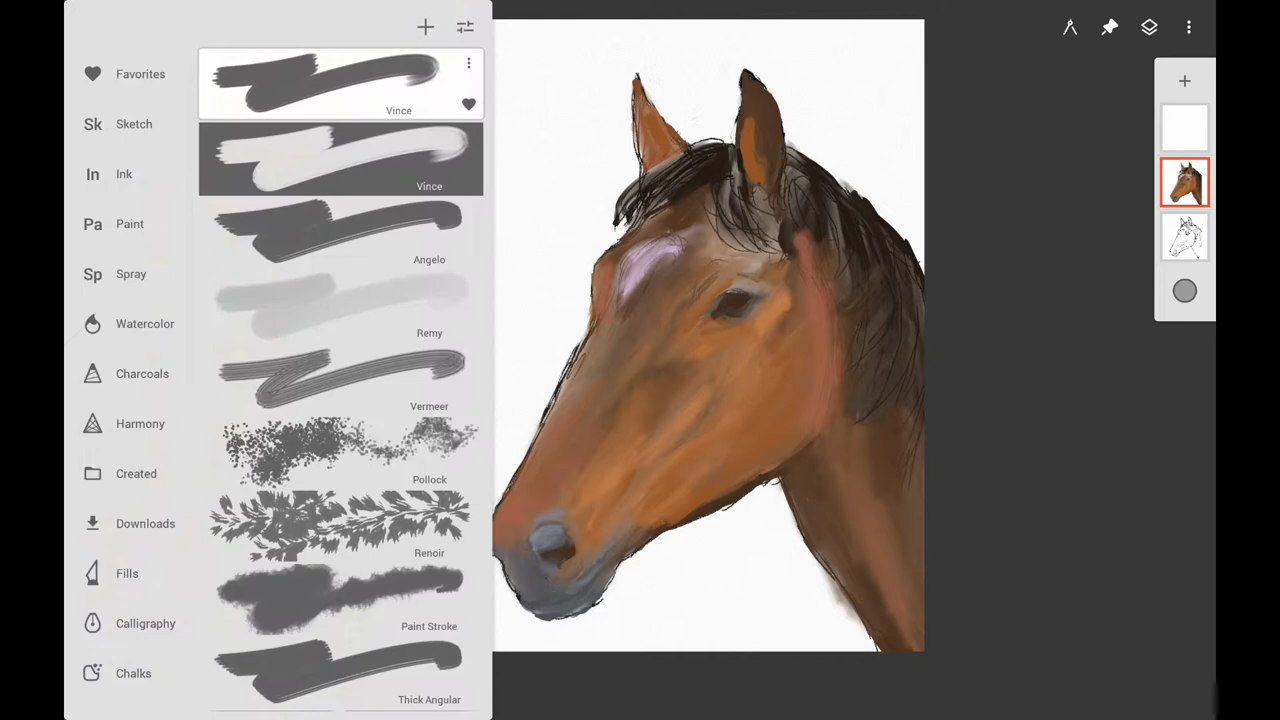 Favorites
Sk Sketch
In Ink
Pa Paint
Sp Spray
Watercolor
Charcoals
Harmony
Created
Downloads
Fills
Calligraphy
Chalks
Vince
Vince
Angelo
Remy
Vermeer
Pollock
Renoir
Paint Stroke
Thick Angular